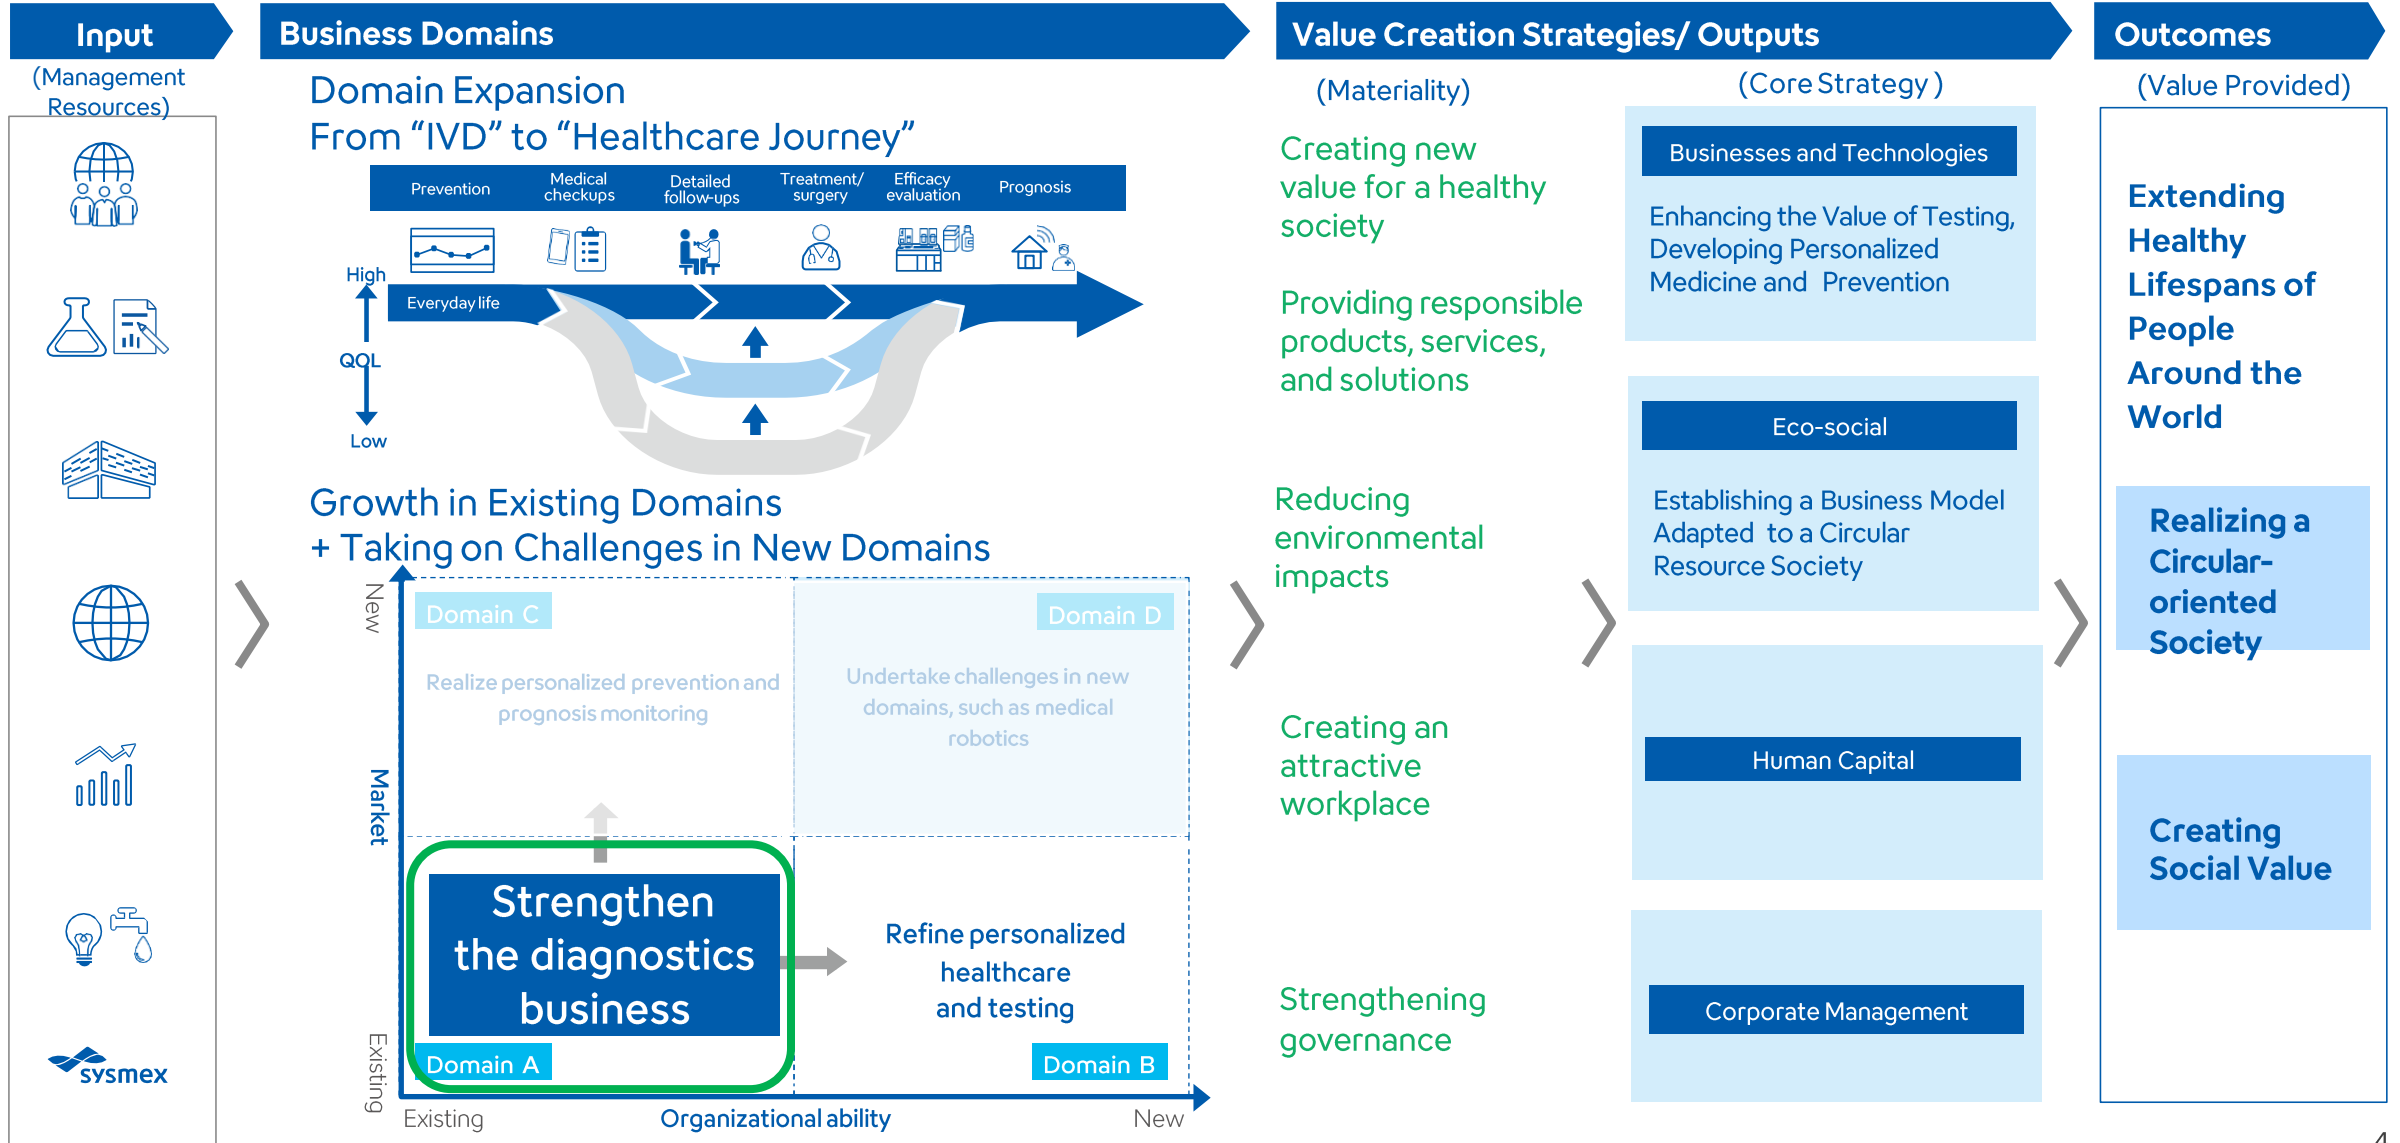 Input
(Management
Resources)
sysmex
Business Domains
Domain Expansion
From “IVD” to “Healthcare Journey”
Prevention
Medical
checkups
Detailed
follow-ups
Treatment/
surgery
Efficacy
evaluation
Prognosis
High
QOL
Low
Everyday life
Growth in Existing Domains
+ Taking on Challenges in New Domains
New
Market
Existing
Domain C
Realize personalized prevention and
prognosis monitoring
Domain D
Undertake challenges in new
domains, such as medical
robotics
Strengthen
the diagnostics
business
Domain A
Refine personalized
healthcare
and testing
Domain B
Existing
Organizational ability
New
Value Creation Strategies/ Outputs
(Materiality)
Creating new
value for a healthy
society
Providing responsible
products, services,
and solutions
Reducing
environmental
impacts
Creating an
attractive
workplace
Strengthening
governance
(Core Strategy )
Businesses and Technologies
Enhancing the Value of Testing,
Developing Personalized
Medicine and Prevention
Eco-social
Establishing a Business Model
Adapted to a Circular
Resource Society
Human Capital
Corporate Management
Outcomes
(Value Provided)
Extending
Healthy
Lifespans of
People
Around the
World
Realizing a
Circular-
oriented
Society
Creating
Social Value
4